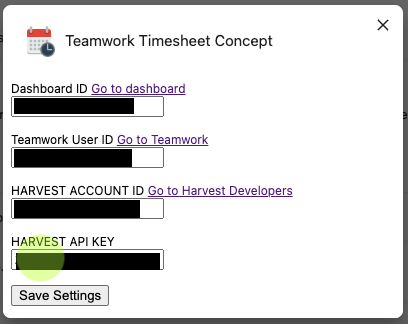 Teamwork Timesheet Concept
Dashboard ID Go to dashboard
Teamwork User ID Go to Teamwork
HARVEST ACCOUNT ID Go to Harvest Developers
HARVEST API KEY
Save Settings